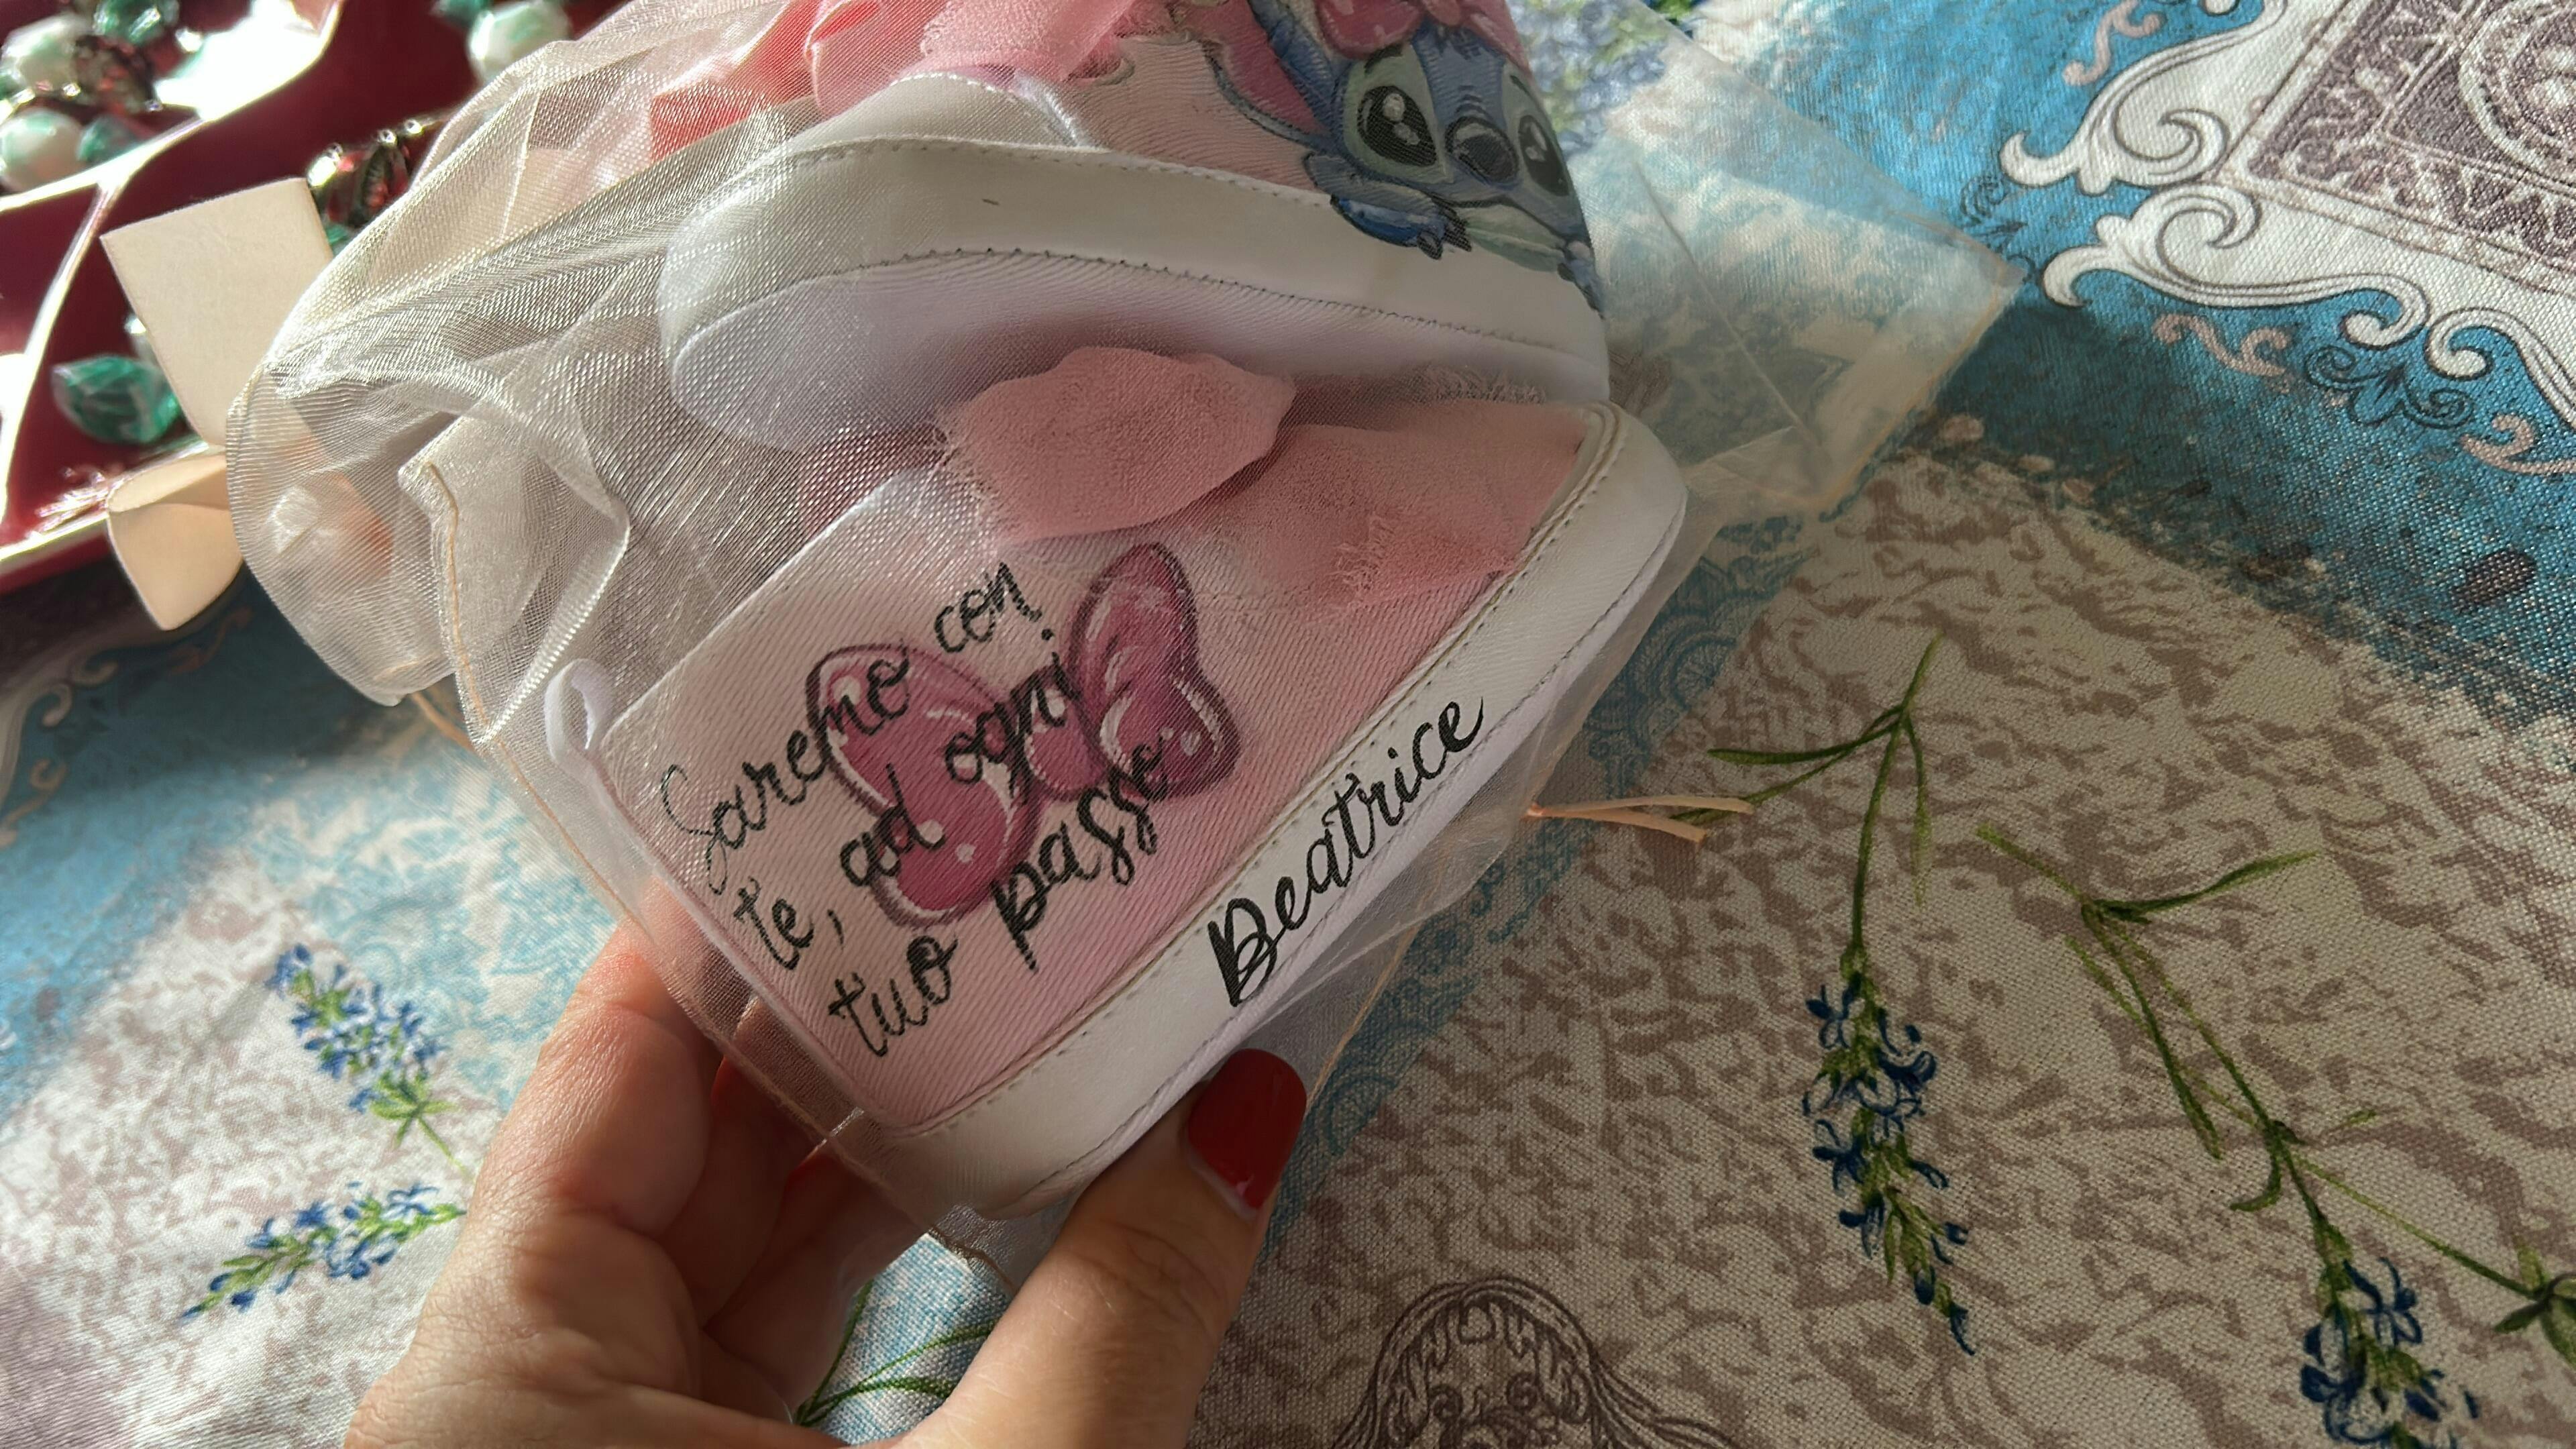 Saremo con
te, ad ogni
tuo passo
Beatrice